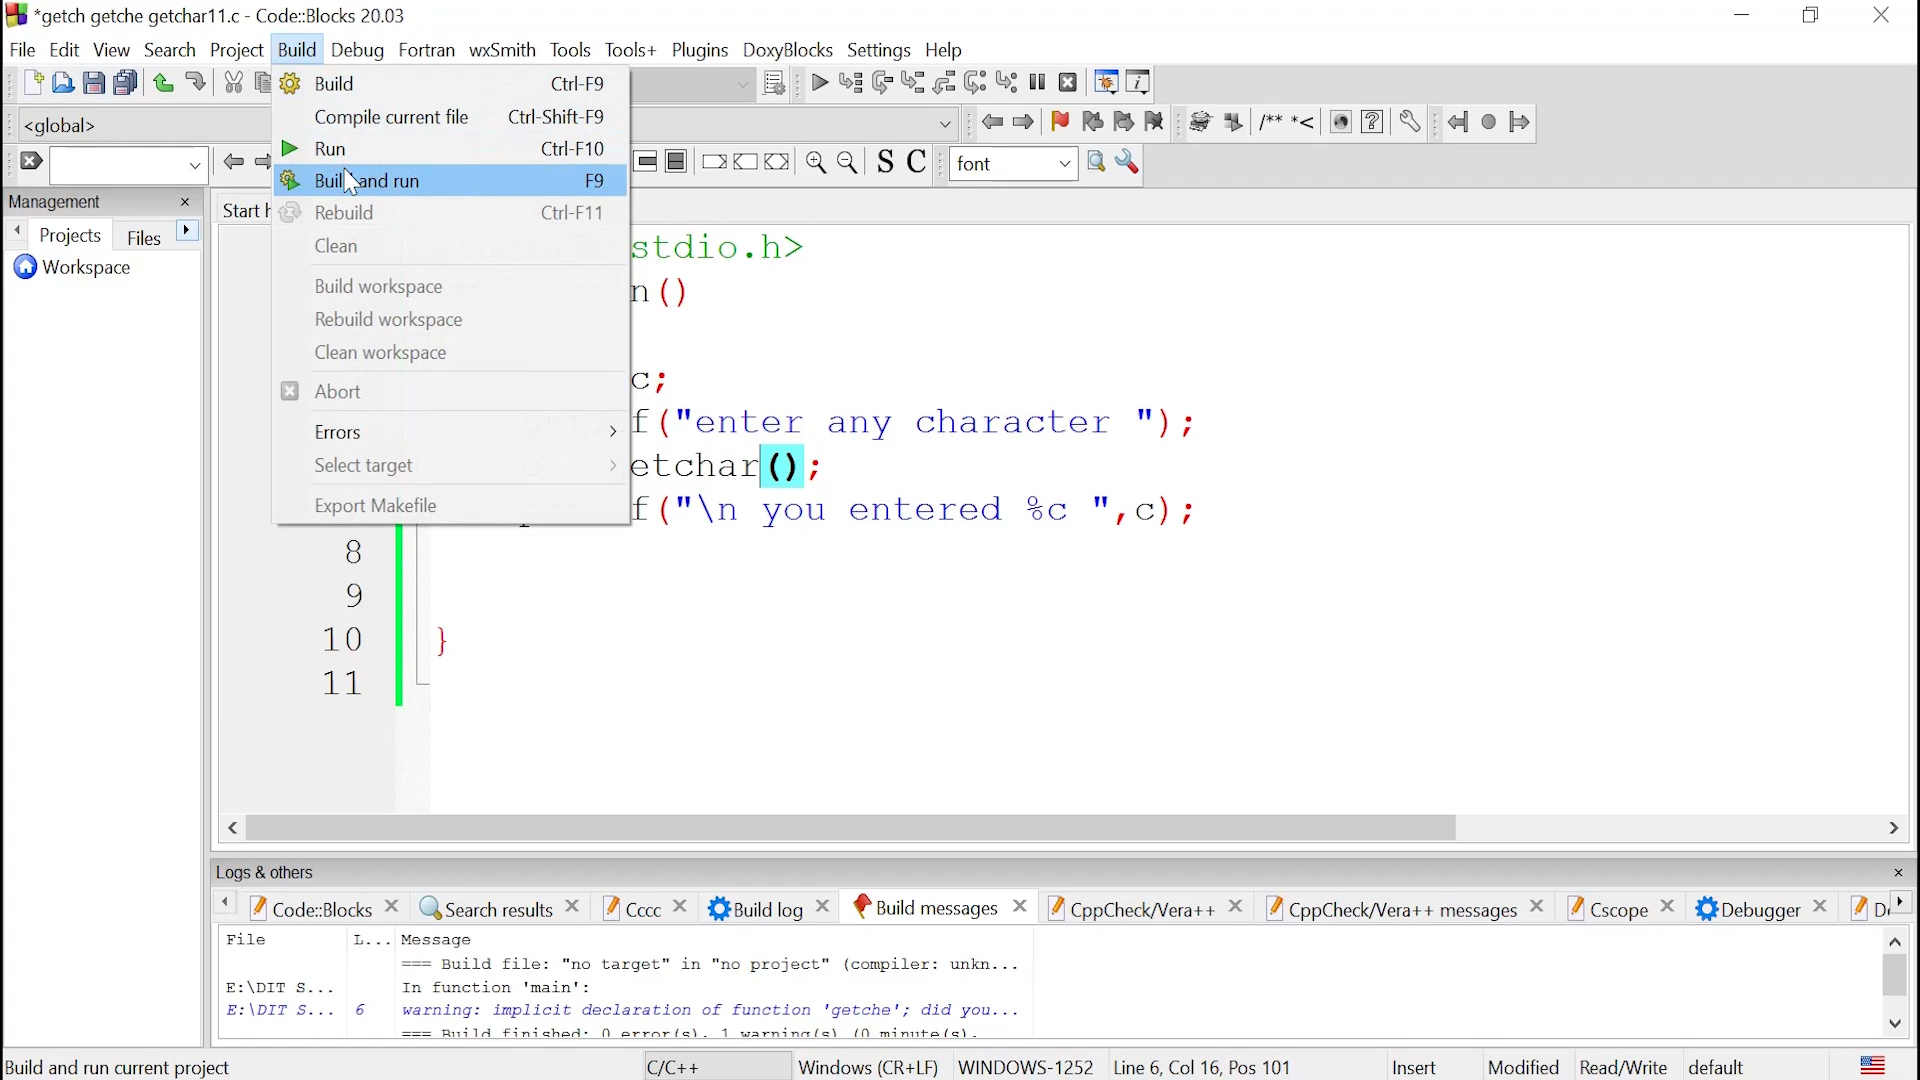 *getch getche getchar11.c - Code::Blocks 20.03
File Edit View Search Project Build Debug Fortran wxSmith Tools Tools+ Plugins DoxyBlocks Settings Help
Build Ctrl-F9
Compile current file Ctrl-Shift-F9
<global>
/** *<
Run Ctrl-F10
S C font
Build and run F9
Management
Start h
Rebuild Ctrl-F11
Projects Files
Clean
stdio.h>
Workspace
Build workspace
n()
Rebuild workspace
Clean workspace
c;
Abort
f("enter any character ");
Errors
Select target
etchar();
Export Makefile
f("\n you entered %c ",c);
8
9
10 }
11
Logs & others
Code::Blocks Search results Cccc Build log Build messages CppCheck/Vera++ CppCheck/Vera++ messages Cscope Debugger
File L... Message
=== Build file: "no target" in "no project" (compiler: unkn...
E:\DIT S... In function 'main':
E:\DIT S... 6 warning: implicit declaration of function 'getche'; did you...
=== Build finished: 0 error(s), 1 warning(s) (0 minute(s),
Build and run current project C/C++ Windows (CR+LF) WINDOWS-1252 Line 6, Col 16, Pos 101 Insert Modified Read/Write default